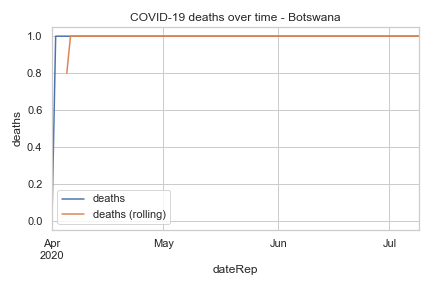 COVID-19 deaths over time - Botswana
deaths
1.0
0.8
0.6
0.4
0.2
0.0
deaths
deaths (rolling)
Apr May Jun Jul
2020
dateRep